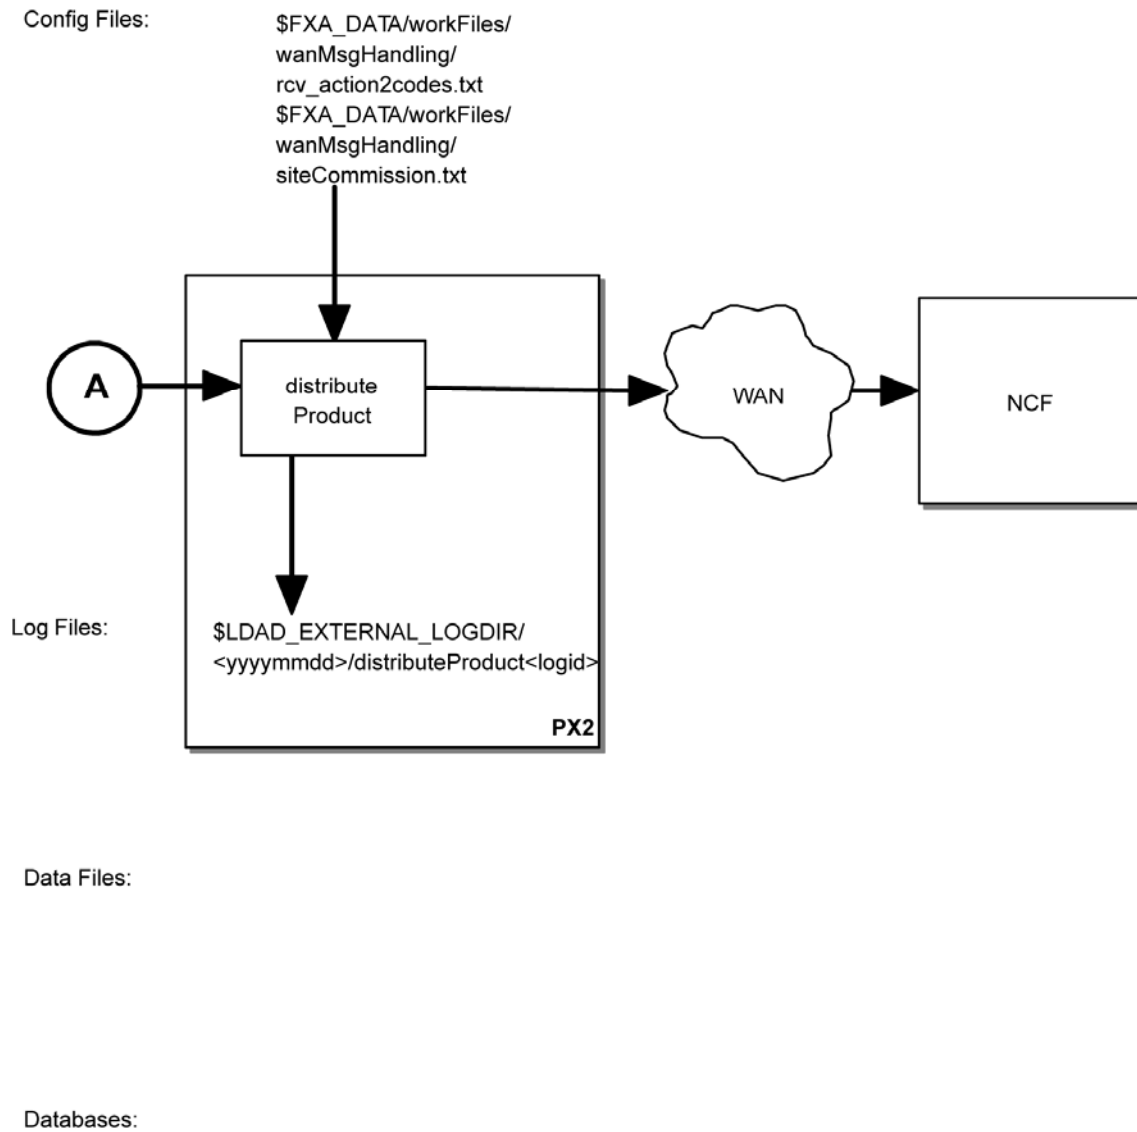 Config Files:
$FXA_DATA/workFiles/
wanMsgHandling/
rcv_action2codes.txt
$FXA_DATA/workFiles/
wanMsgHandling/
siteCommission.txt
A
distribute
Product
WAN
NCF
Log Files:
$LDAD_EXTERNAL_LOGDIR/
<yyyymmdd>/distributeProduct<logid>
PX2
Data Files:
Databases: